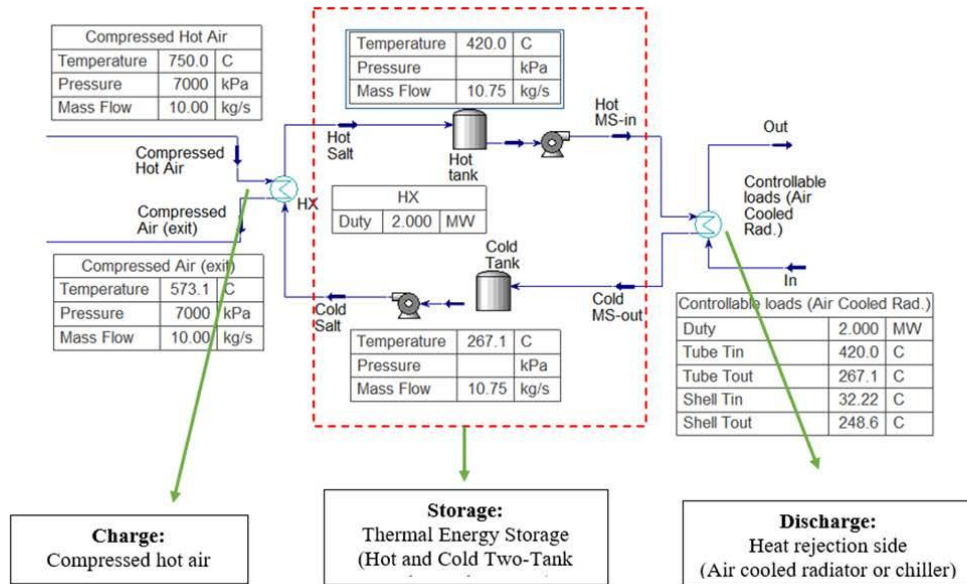 Compressed Hot Air
Temperature 750.0 C
Pressure 7000 kPa
Mass Flow 10.00 kg/s
Temperature 420.0 C
Pressure kPa
Mass Flow 10.75 kg/s
Compressed
Hot Air
Hot
Salt
Hot
tank
Hot
MS-in
Out
Controllable
loads (Air
Cooled
Rad.)
In
HX
Compressed
Air (exit)
HX
Duty 2.000 MW
Compressed Air (exit)
Temperature 573.1 C
Pressure 7000 kPa
Mass Flow 10.00 kg/s
Cold
Salt
Cold
Tank
Cold
MS-out
Temperature 267.1 C
Pressure kPa
Mass Flow 10.75 kg/s
Controllable loads (Air Cooled Rad.)
Duty 2.000 MW
Tube Tin 420.0 C
Tube Tout 267.1 C
Shell Tin 32.22 C
Shell Tout 248.6 C
Charge:
Compressed hot air
Storage:
Thermal Energy Storage
(Hot and Cold Two-Tank
Discharge:
Heat rejection side
(Air cooled radiator or chiller)